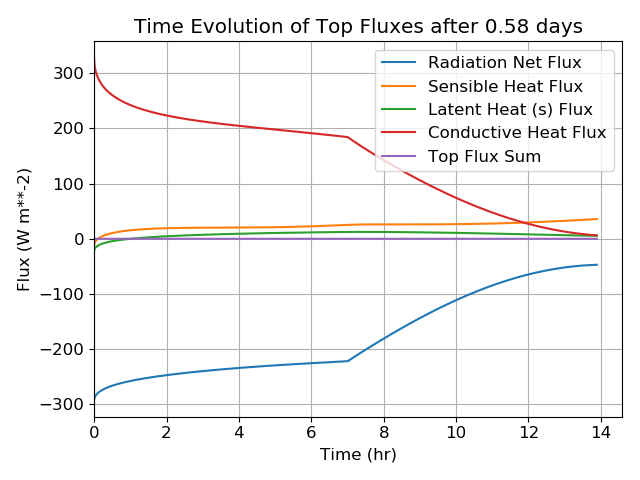 Time Evolution of Top Fluxes after 0.58 days
Flux (W m**-2)
300
200
100
0
−100
−200
−300
Radiation Net Flux
Sensible Heat Flux
Latent Heat (s) Flux
Conductive Heat Flux
Top Flux Sum
0 2 4 6 8 10 12 14
Time (hr)